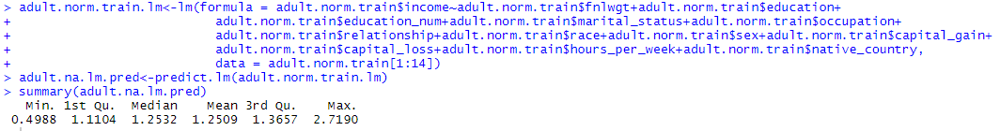 > adult.norm.train.lm<-lm(formula = adult.norm.train$income~adult.norm.train$fnlwgt+adult.norm.train$education+
+                           adult.norm.train$education_num+adult.norm.train$marital_status+adult.norm.train$occupation+
+                           adult.norm.train$relationship+adult.norm.train$race+adult.norm.train$sex+adult.norm.train$capital_gain+
+                           adult.norm.train$capital_loss+adult.norm.train$hours_per_week+adult.norm.train$native_country,
+                         data = adult.norm.train[1:14])
> adult.na.lm.pred<-predict.lm(adult.norm.train.lm)
> summary(adult.na.lm.pred)
   Min. 1st Qu.  Median    Mean 3rd Qu.    Max.
 0.4988  1.1104  1.2532  1.2509  1.3657  2.7190